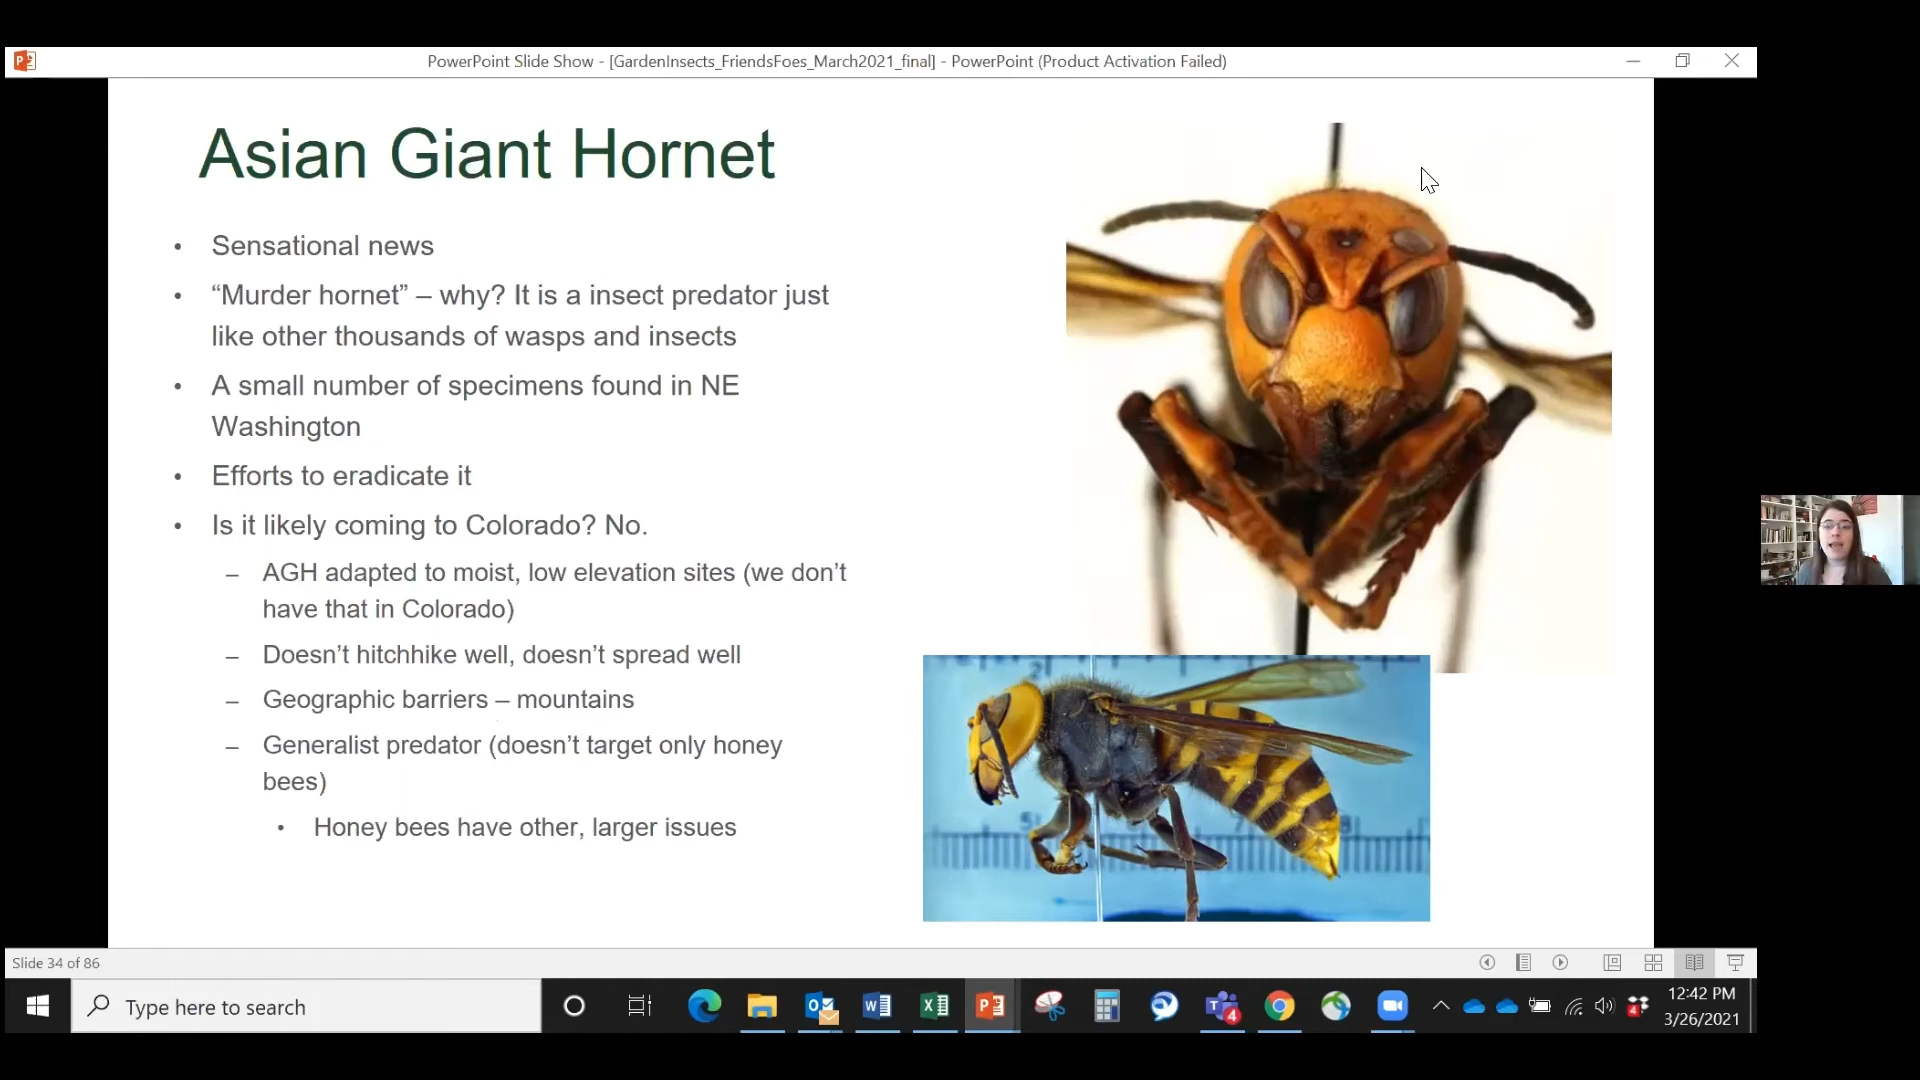 PowerPoint Slide Show - [GardenInsects_FriendsFoes_March2021_final] - PowerPoint (Product Activation Failed)
Asian Giant Hornet
• Sensational news
• “Murder hornet” – why? It is a insect predator just
like other thousands of wasps and insects
• A small number of specimens found in NE
Washington
• Efforts to eradicate it
• Is it likely coming to Colorado? No.
– AGH adapted to moist, low elevation sites (we don’t
have that in Colorado)
– Doesn’t hitchhike well, doesn’t spread well
– Geographic barriers – mountains
– Generalist predator (doesn’t target only honey
bees)
• Honey bees have other, larger issues
Slide 34 of 86
Type here to search
4
4
12:42 PM
3/26/2021